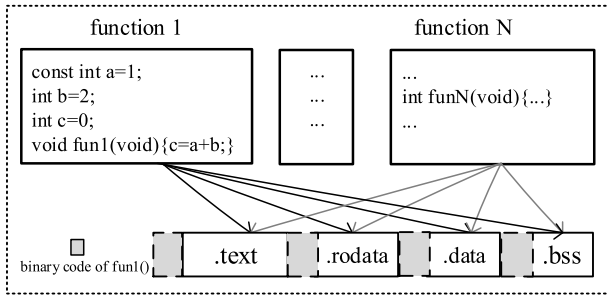 function 1
function N
const int a=1;
int b=2;
int c=0;
void fun1(void){c=a+b;}
...
...
...
...
int funN(void){...}
...
binary code of fun1()
.text
.rodata
.data
.bss